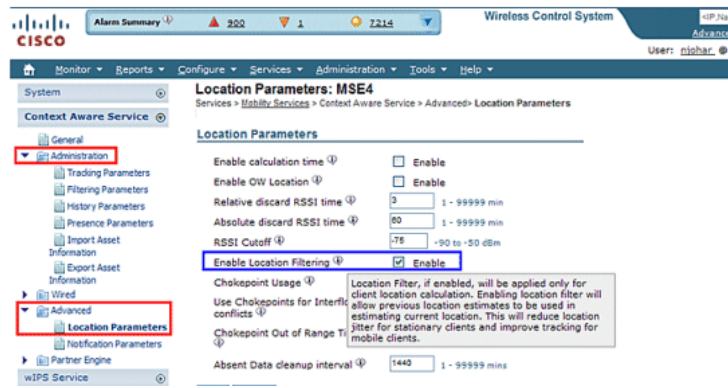 Wireless Control System
Alarm Summary 900 1 7214
CISCO
<IP,Na
Advance
User: njohar @
Monitor Reports Configure Services Administration Tools Help
System
Context Aware Service
General
Administration
Tracking Parameters
Filtering Parameters
History Parameters
Presence Parameters
Import Asset
Information
Export Asset
Information
Wired
Advanced
Location Parameters
Notification Parameters
Partner Engine
wIPS Service
Location Parameters: MSE4
Services > Mobility Services > Context Aware Service > Advanced> Location Parameters
Location Parameters
Enable calculation time Enable
Enable OW Location Enable
Relative discard RSSI time 3 1 - 99999 min
Absolute discard RSSI time 60 1 - 99999 min
RSSI Cutoff -75 -90 to -50 dBm
Enable Location Filtering Enable
Chokepoint Usage
Use Chokepoints for Interflo
conflicts
Chokepoint Out of Range Ti
Absent Data cleanup interval 1440 1 - 99999 mins
Location Filter, if enabled, will be applied only for
client location calculation. Enabling location filter will
allow previous location estimates to be used in
estimating current location. This will reduce location
jitter for stationary clients and improve tracking for
mobile clients.